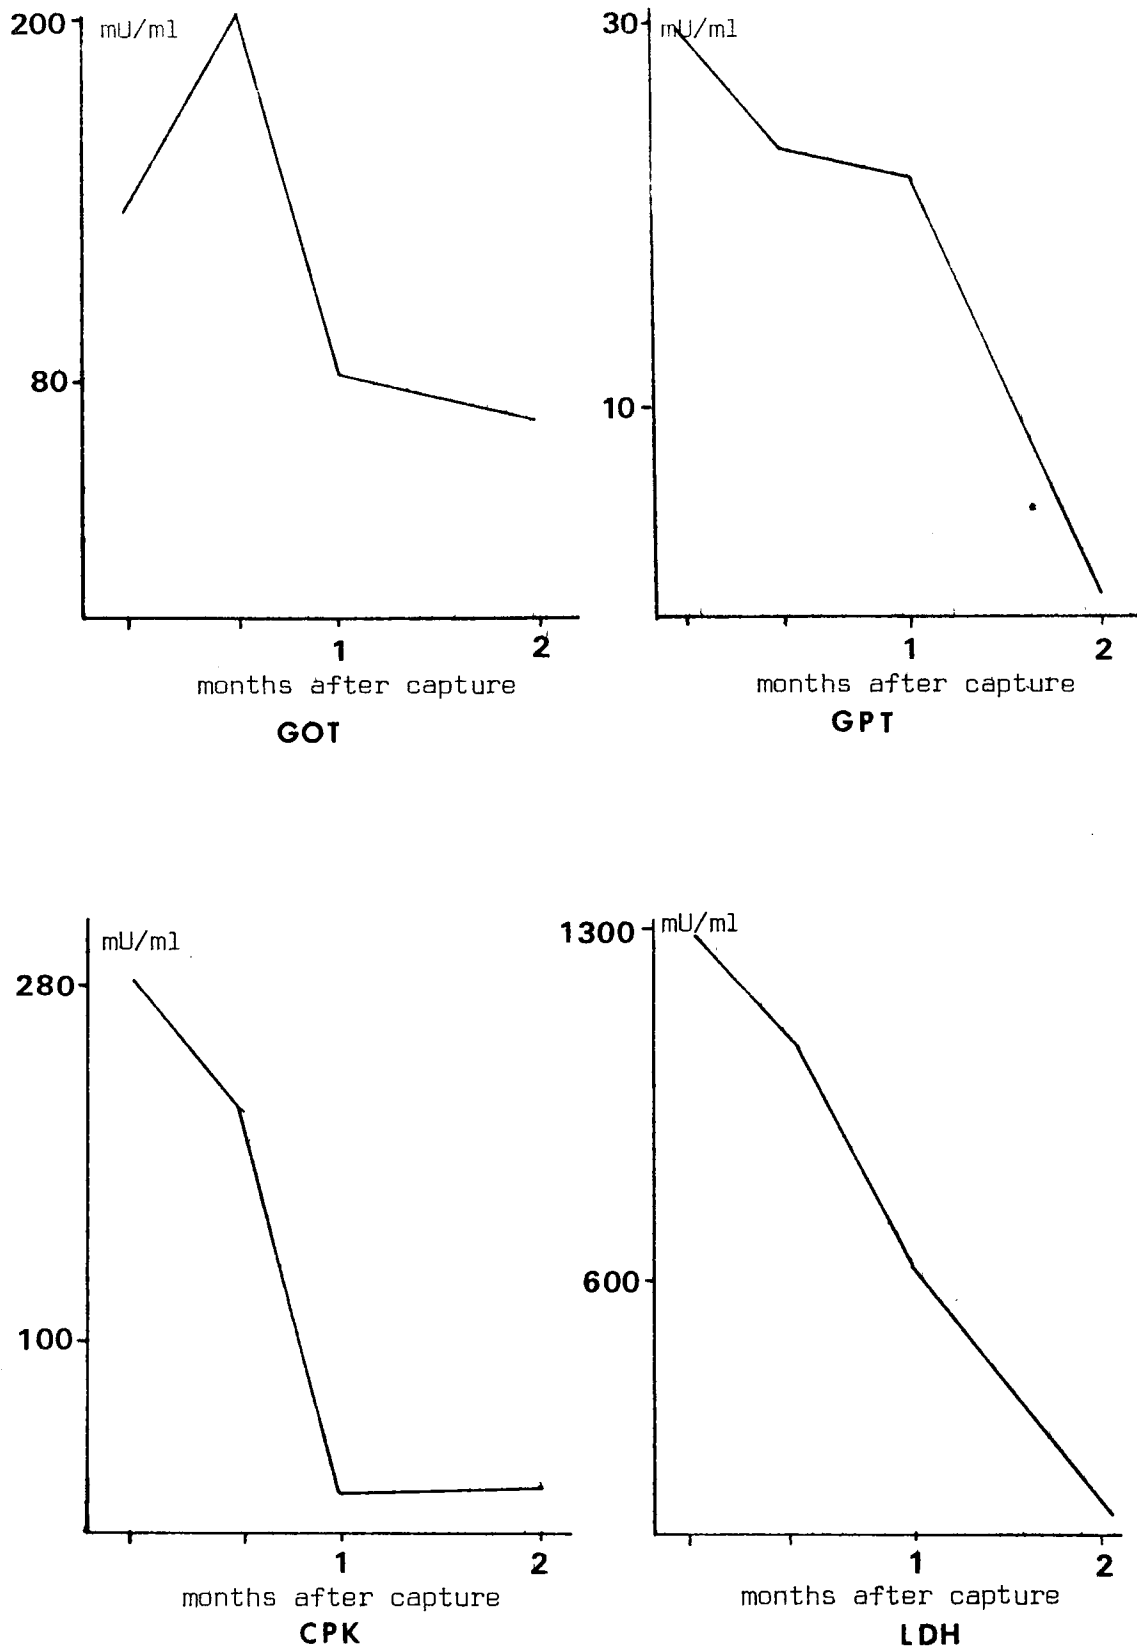 200 mU/ml
80
1 2
months after capture
GOT
30 mU/ml
10
1 2
months after capture
GPT
mU/ml
280
100
1 2
months after capture
CPK
1300 mU/ml
600
1 2
months after capture
LDH